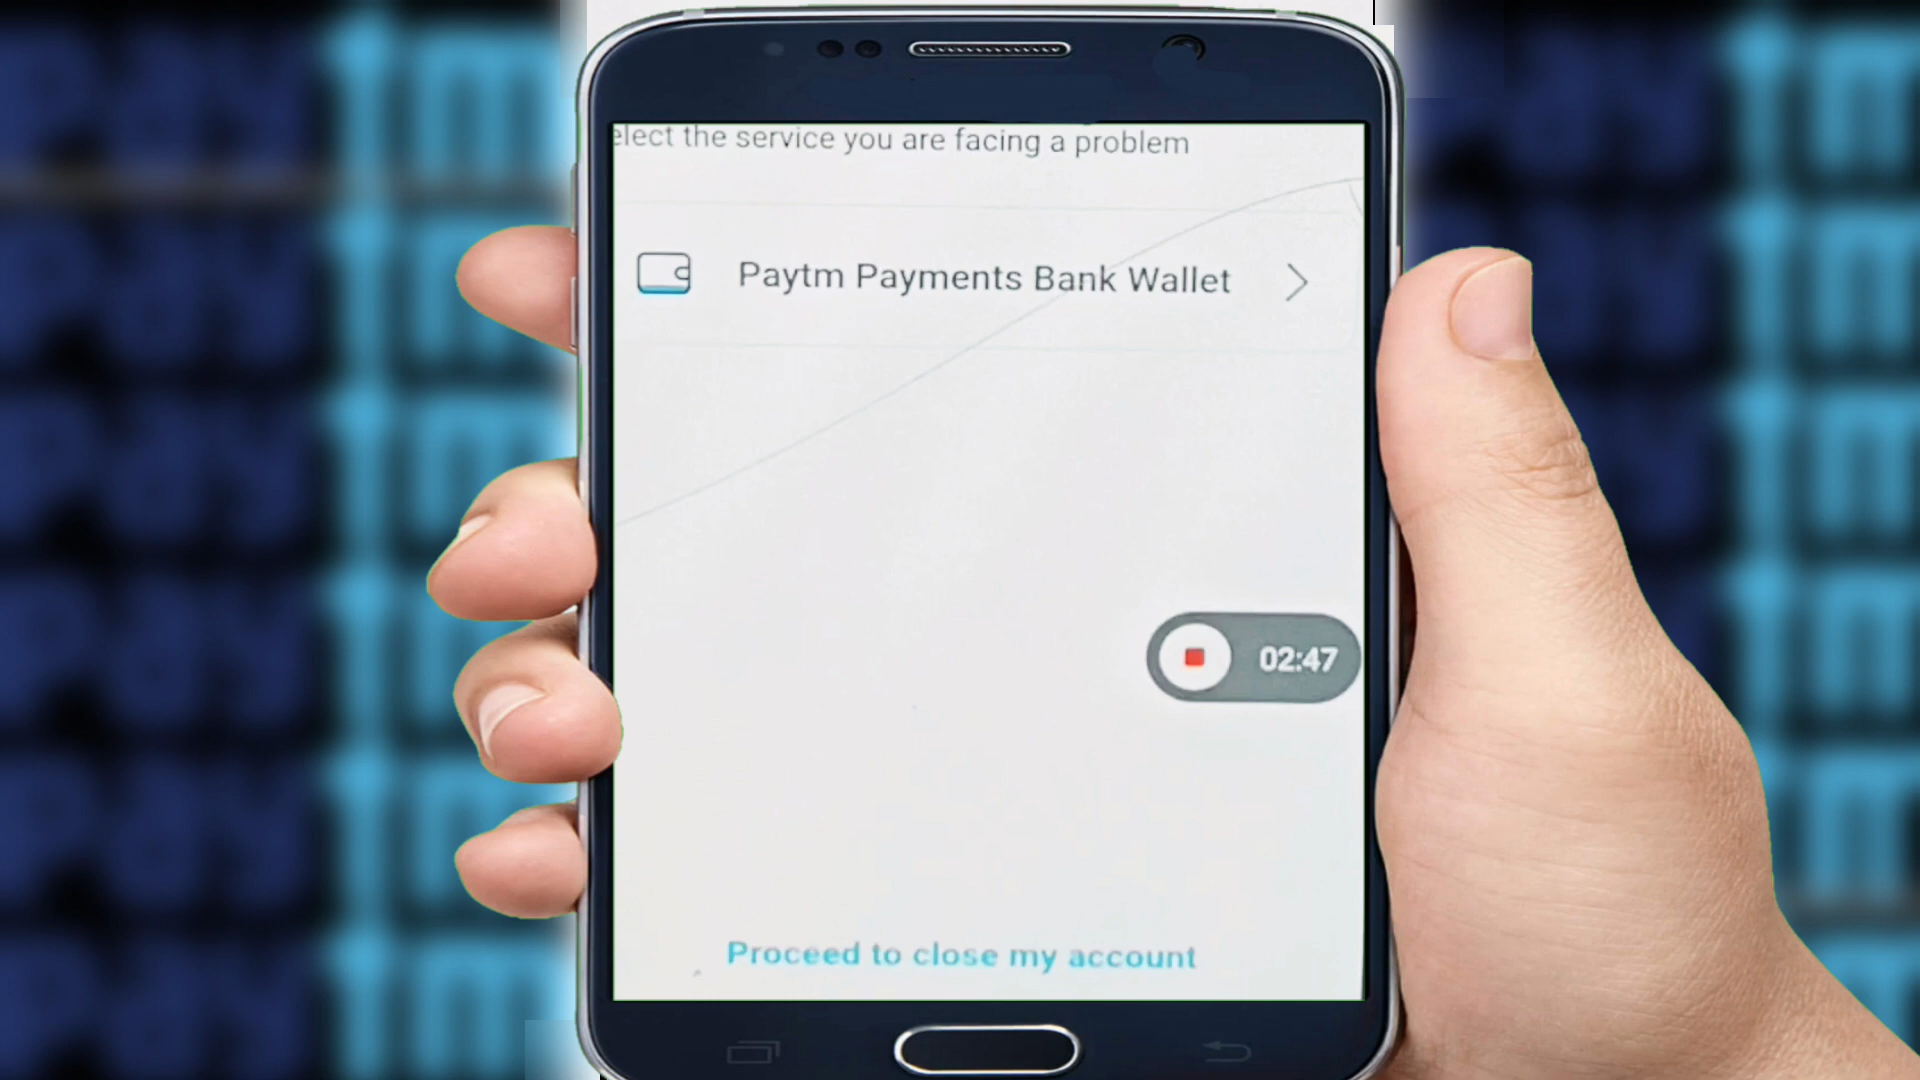 elect the service you are facing a problem
Paytm Payments Bank Wallet
02:47
Proceed to close my account